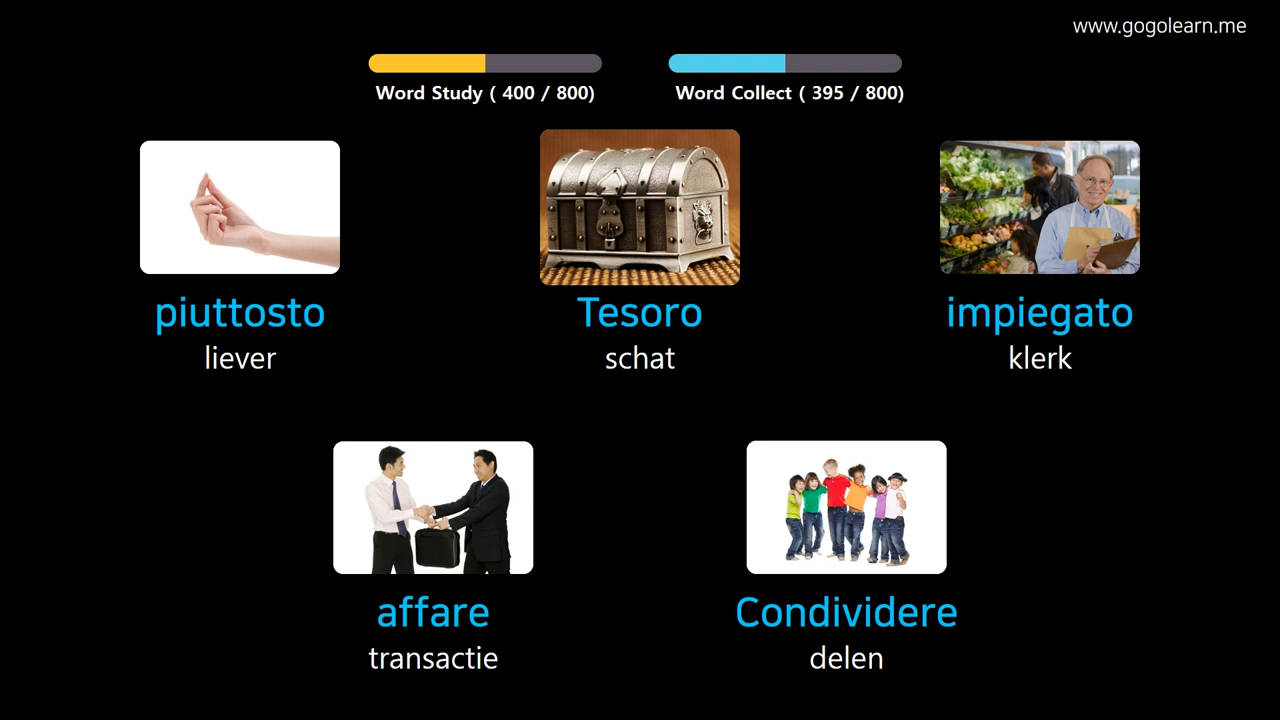 www.gogolearn.me
Word Study ( 400 / 800)
Word Collect ( 395 / 800)
piuttosto
liever
Tesoro
schat
impiegato
klerk
affare
transactie
Condividere
delen